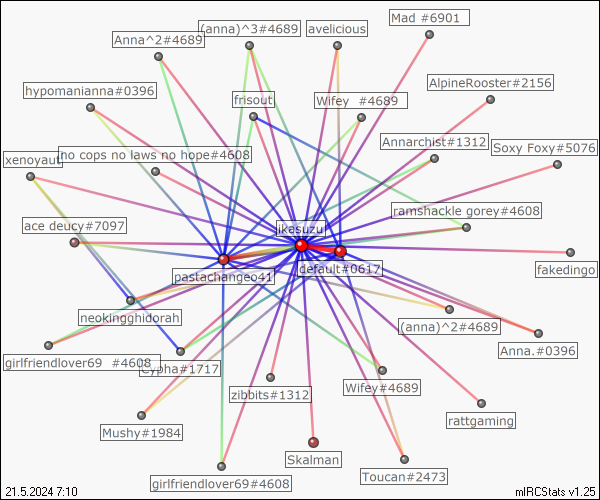 Mad #6901
(anna)^3#4689
avelicious
Anna^2#4689
AlpineRooster#2156
hypomanianna#0396
frisout
Wifey  #4689
Annarchist#1312
Soxy Foxy#5076
no cops no laws no hope#4608
xenoyaut
ramshackle gorey#4608
ace deucy#7097
ikasuzu
default#0617
fakedingo
pastachangeo41
neokingghidorah
(anna)^2#4689
Anna.#0396
girlfriendlover69  #4608
Cypha#1717
Wifey#4689
zibbits#1312
rattgaming
Mushy#1984
Skalman
Toucan#2473
girlfriendlover69#4608
21.5.2024 7:10
mIRCStats v1.25